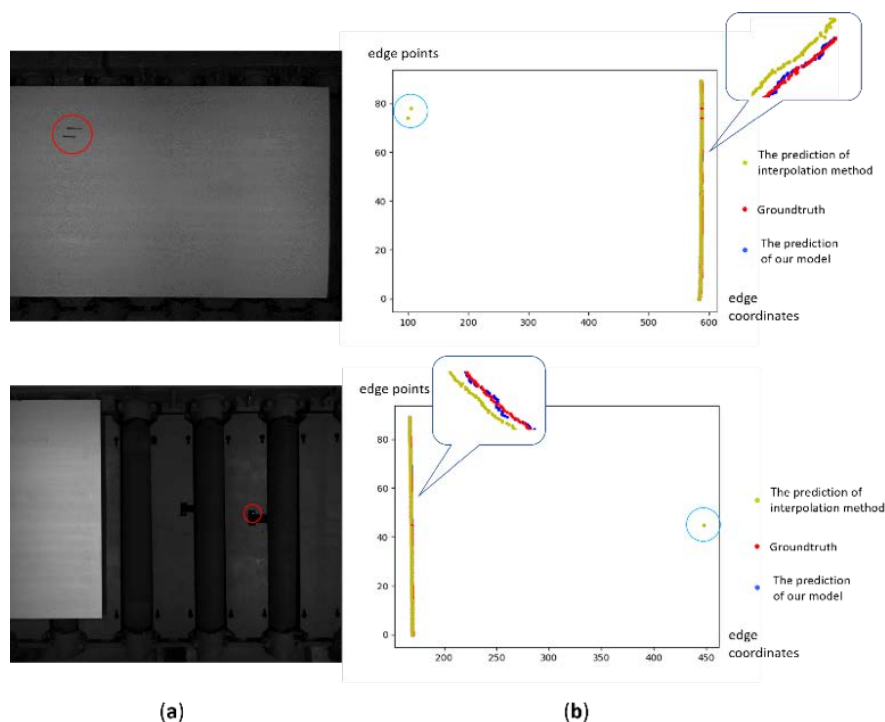 edge points
80
60
40
20
0
100
200
300
400
500
600
edge
coordinates
The prediction of
interpolation method
Groundtruth
The prediction
of our model
edge points
80
60
40
20
0
200
250
300
350
400
450
edge
coordinates
The prediction of
interpolation method
Groundtruth
The prediction
of our model
(a)
(b)